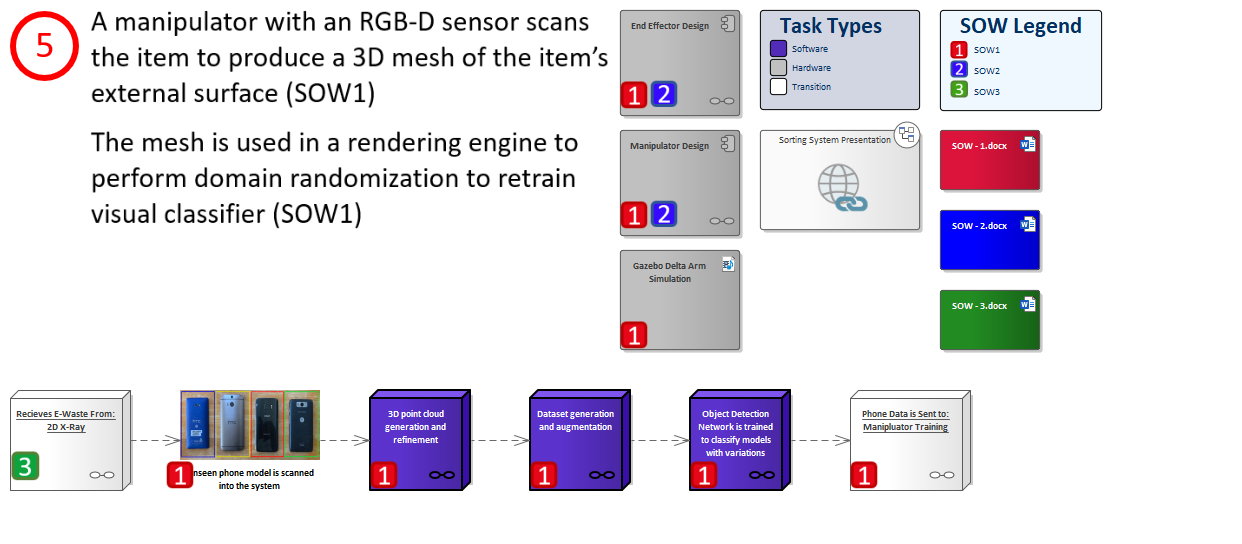 5
A manipulator with an RGB-D sensor scans
the item to produce a 3D mesh of the item's
external surface (SOW1)
The mesh is used in a rendering engine to
perform domain randomization to retrain
visual classifier (SOW1)
End Effector Design
1 2
Task Types
Software
Hardware
Transition
SOW Legend
1 SOW1
2 SOW2
3 SOW3
Manipulator Design
1 2
Sorting System Presentation
SOW - 1.docx
SOW - 2.docx
Gazebo Delta Arm
Simulation
1
SOW - 3.docx
Recieves E-Waste From:
2D X-Ray
3
1
nseen phone model is scanned
into the system
3D point cloud
generation and
refinement
1
Dataset generation
and augmentation
1
Object Detection
Network is trained
to classify models
with variations
1
Phone Data is Sent to:
Manipluator Training
1